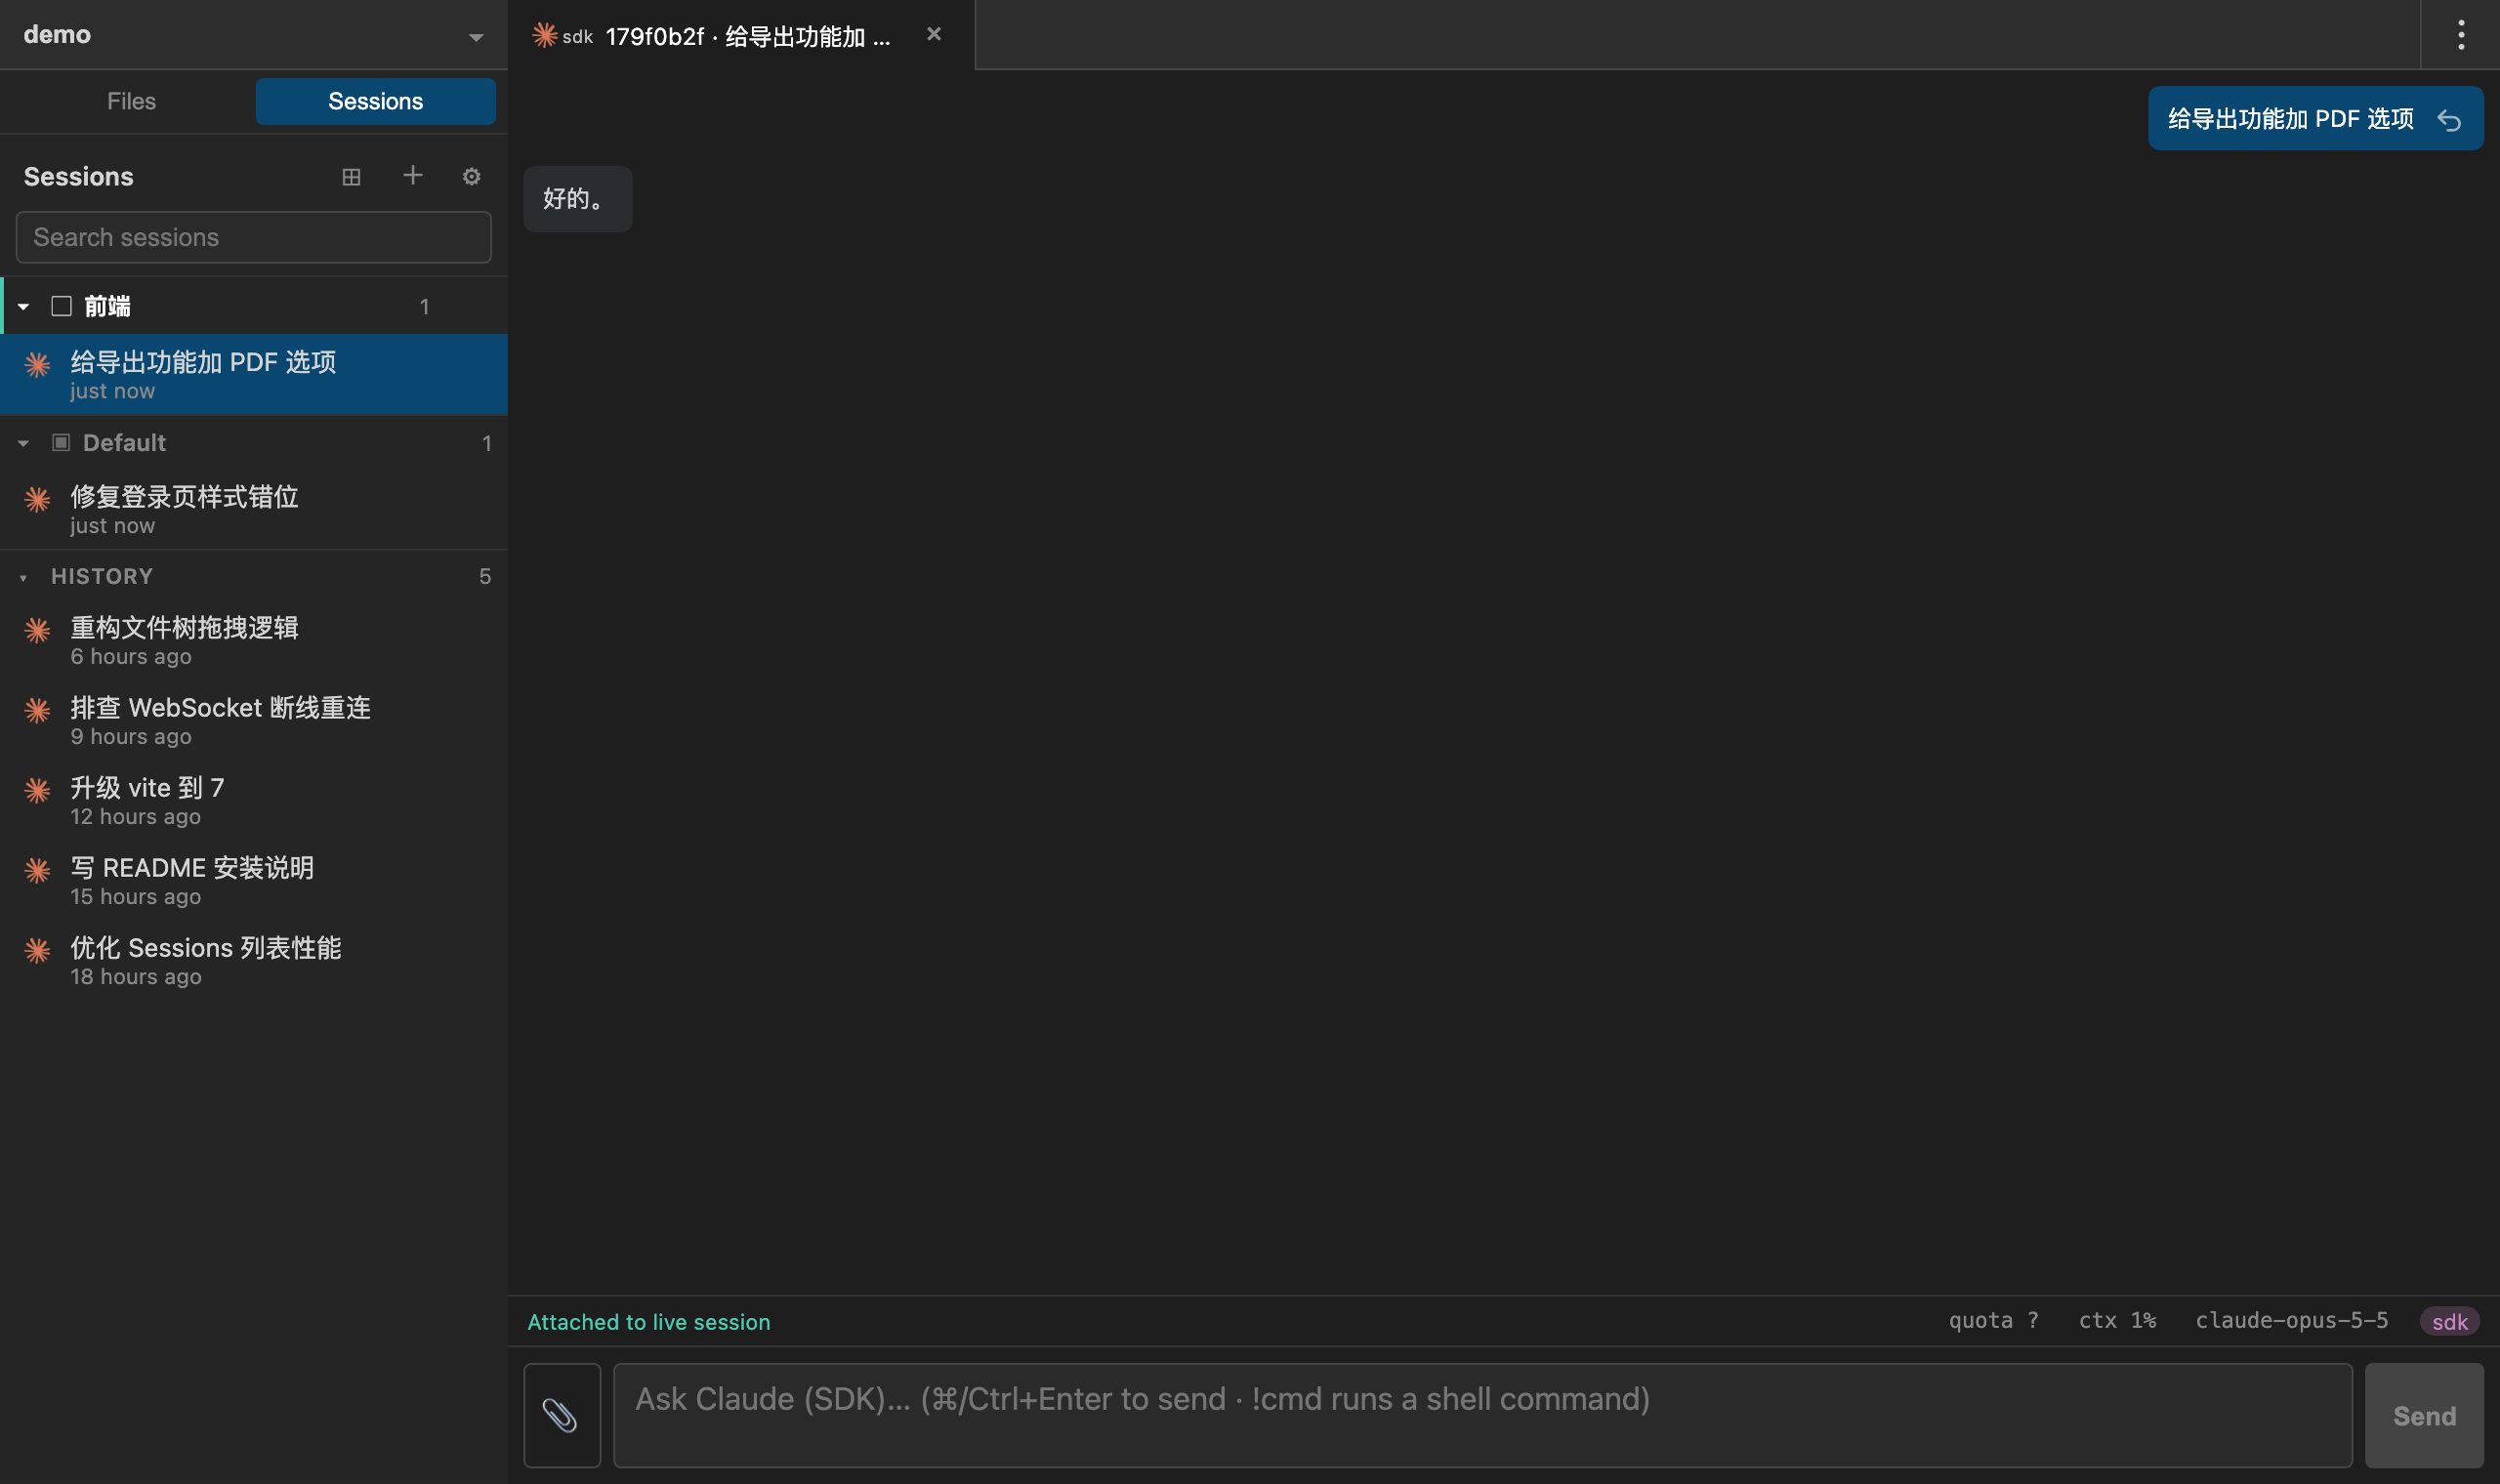 demo
Files
Sessions
Sessions
Search sessions
前端 1
给导出功能加 PDF 选项
just now
Default 1
修复登录页样式错位
just now
HISTORY 5
重构文件树拖拽逻辑
6 hours ago
排查 WebSocket 断线重连
9 hours ago
升级 vite 到 7
12 hours ago
写 README 安装说明
15 hours ago
优化 Sessions 列表性能
18 hours ago
sdk 179f0b2f · 给导出功能加 ...
给导出功能加 PDF 选项
好的。
Attached to live session
quota ? ctx 1% claude-opus-5-5 sdk
Ask Claude (SDK)... (⌘/Ctrl+Enter to send · !cmd runs a shell command)
Send